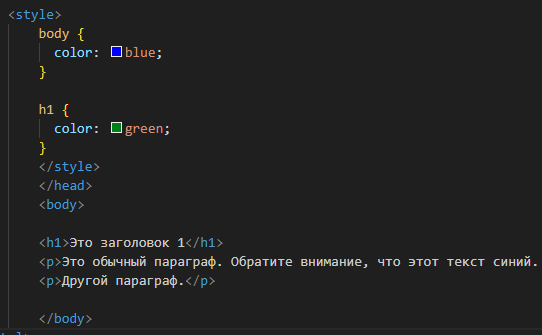 <style>
body {
color: blue;
}
h1 {
color: green;
}
</style>
</head>
<body>
<h1>Это заголовок 1</h1>
<p>Это обычный параграф. Обратите внимание, что этот текст синий.
<p>Другой параграф.</p>
</body>